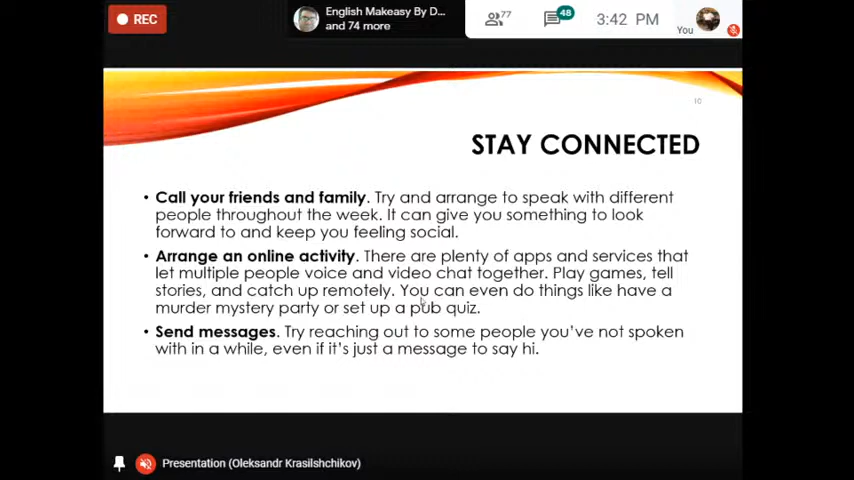 REC
English Makeasy By D...
and 74 more
77
48
3:42 PM
You
10
STAY CONNECTED
• Call your friends and family. Try and arrange to speak with different
people throughout the week. It can give you something to look
forward to and keep you feeling social.
• Arrange an online activity. There are plenty of apps and services that
let multiple people voice and video chat together. Play games, tell
stories, and catch up remotely. You can even do things like have a
murder mystery party or set up a pub quiz.
• Send messages. Try reaching out to some people you’ve not spoken
with in a while, even if it’s just a message to say hi.
Presentation (Oleksandr Krasilshchikov)